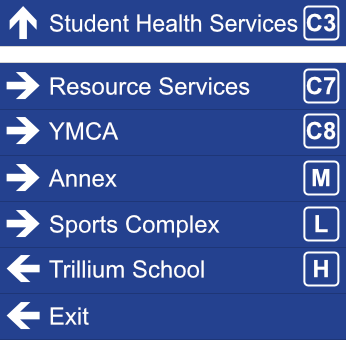 Student Health Services C3
Resource Services C7
YMCA C8
Annex M
Sports Complex L
Trillium School H
Exit